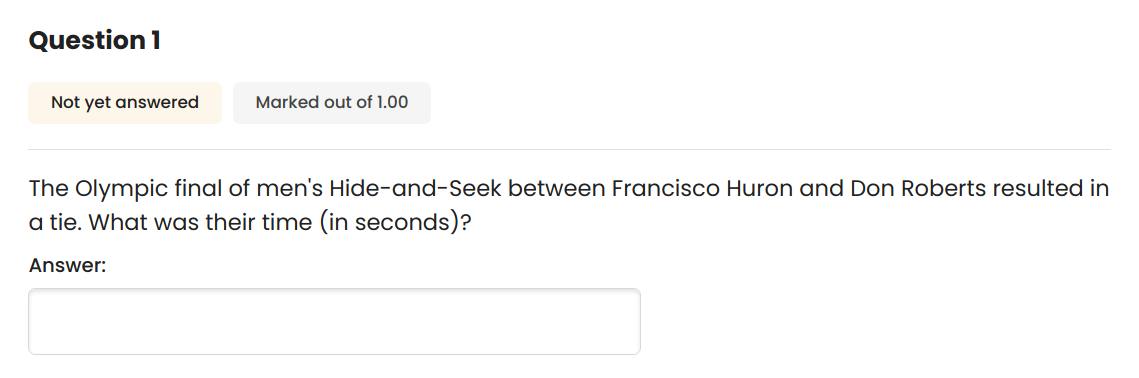 Question 1
Not yet answered
Marked out of 1.00
The Olympic final of men's Hide-and-Seek between Francisco Huron and Don Roberts resulted in
a tie. What was their time (in seconds)?
Answer: